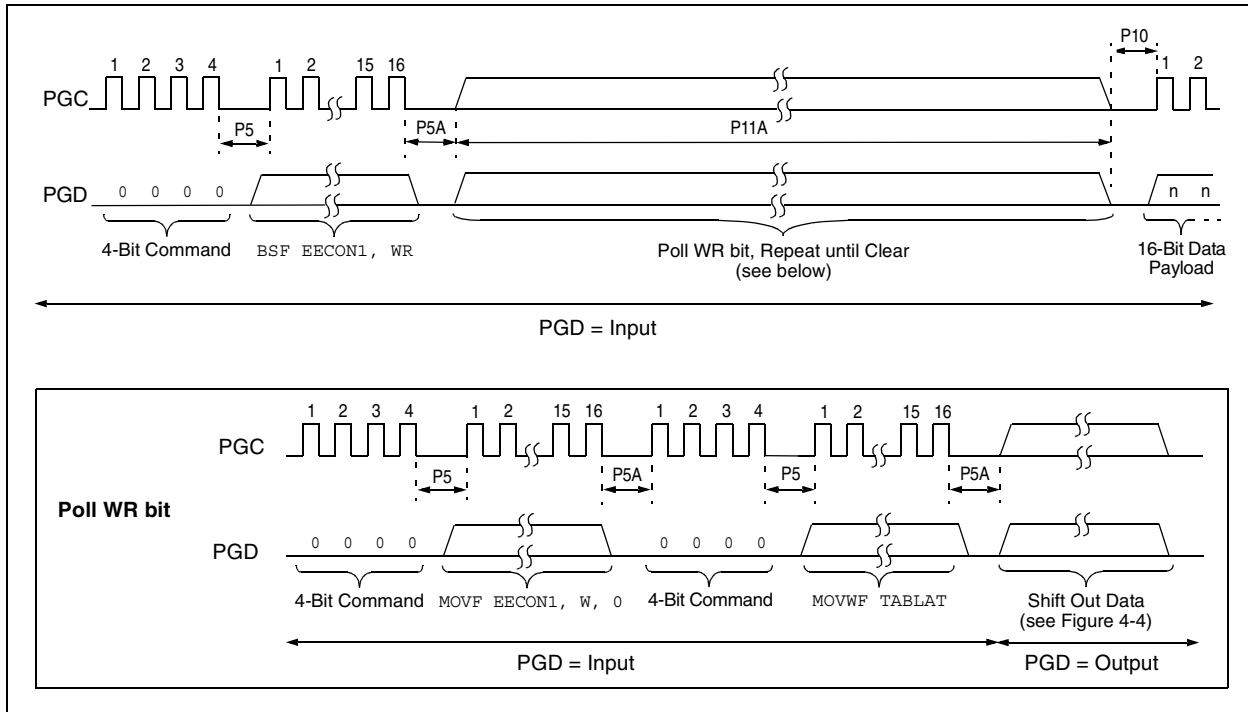 P10
1 2 3 4 1 2 15 16 1 2
PGC
P5 P5A P11A
PGD 0 0 0 0 n n
4-Bit Command BSF EECON1, WR Poll WR bit, Repeat until Clear 16-Bit Data
(see below) Payload
PGD = Input
1 2 3 4 1 2 15 16 1 2 3 4 1 2 15 16
PGC
P5 P5A P5 P5A
Poll WR bit
PGD 0 0 0 0 0 0 0 0
4-Bit Command MOVF EECON1, W, 0 4-Bit Command MOVWF TABLAT Shift Out Data
(see Figure 4-4)
PGD = Input PGD = Output